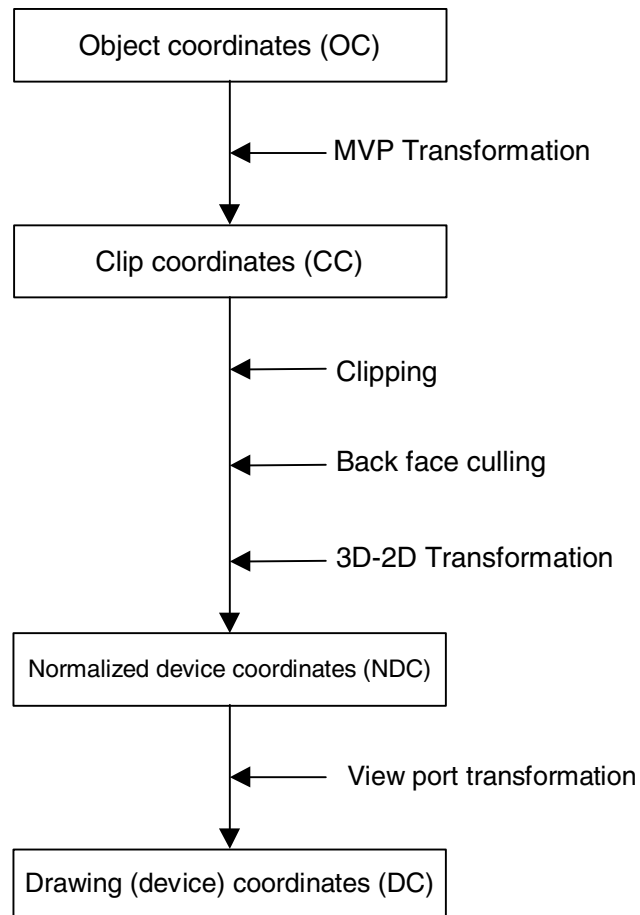 Object coordinates (OC)
MVP Transformation
Clip coordinates (CC)
Clipping
Back face culling
3D-2D Transformation
Normalized device coordinates (NDC)
View port transformation
Drawing (device) coordinates (DC)